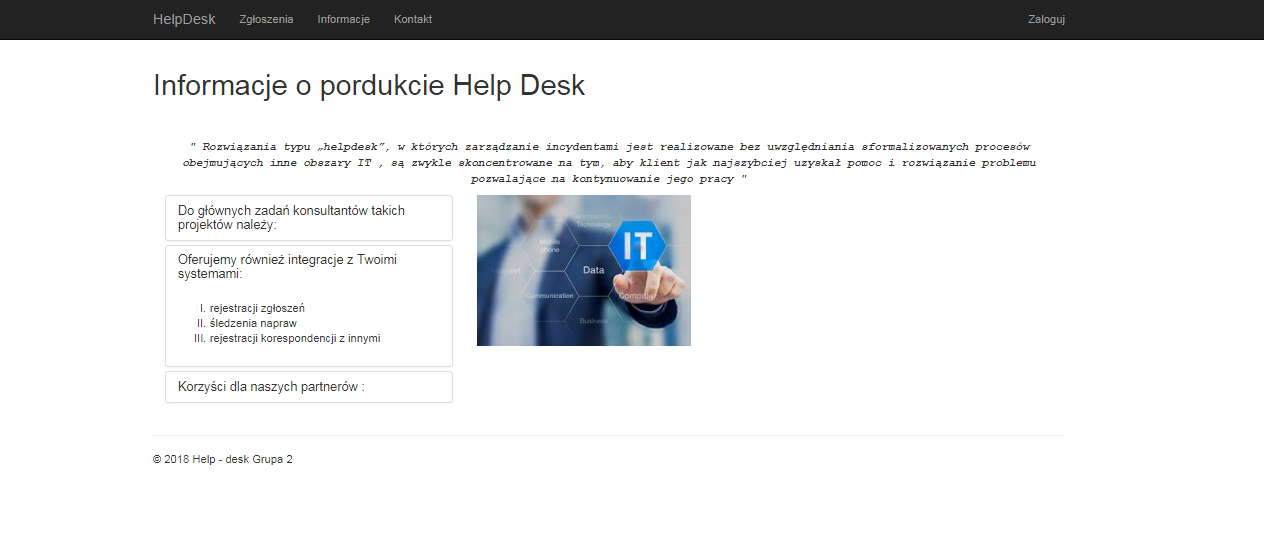 HelpDesk Zgłoszenia Informacje Kontakt Zaloguj
Informacje o pordukcie Help Desk
" Rozwiązania typu „helpdesk”, w których zarządzanie incydentami jest realizowane bez uwzględniania sformalizowanych procesów
obejmujących inne obszary IT , są zwykle skoncentrowane na tym, aby klient jak najszybciej uzyskał pomoc i rozwiązanie problemu
pozwalające na kontynuowanie jego pracy "
Do głównych zadań konsultantów takich
projektów należy:
Oferujemy również integracje z Twoimi
systemami:
I. rejestracji zgłoszeń
II. śledzenia napraw
III. rejestracji korespondencji z innymi
Korzyści dla naszych partnerów :
Technology
IT
Mobile
phone
Internet
Data
Communication
Computer
Business
© 2018 Help - desk Grupa 2